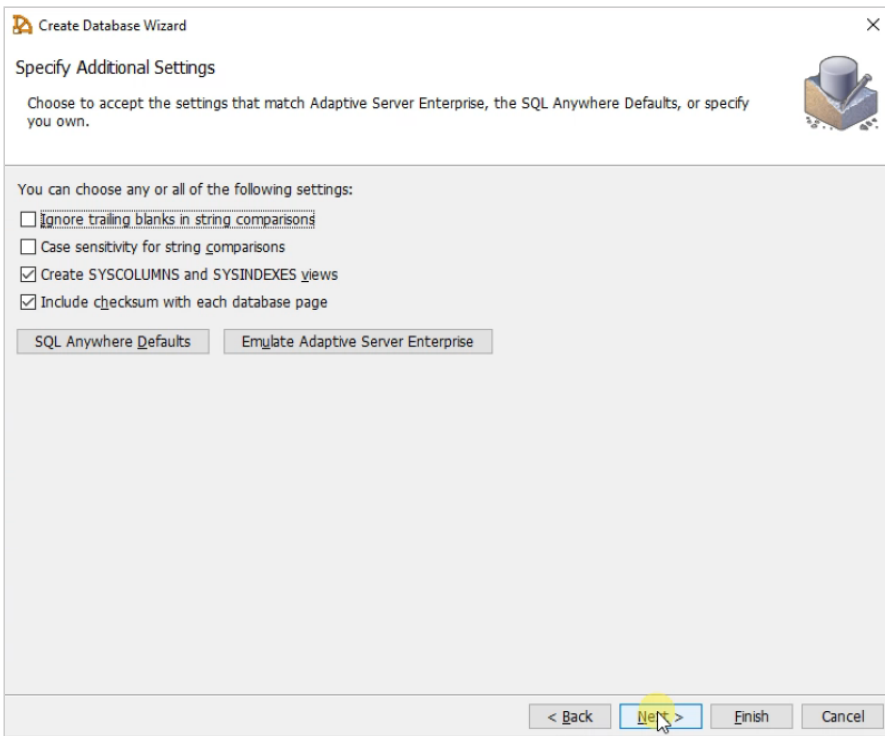 Create Database Wizard
Specify Additional Settings
Choose to accept the settings that match Adaptive Server Enterprise, the SQL Anywhere Defaults, or specify
you own.
You can choose any or all of the following settings:
Ignore trailing blanks in string comparisons
Case sensitivity for string comparisons
Create SYSCOLUMNS and SYSINDEXES views
Include checksum with each database page
SQL Anywhere Defaults Emulate Adaptive Server Enterprise
< Back Next > Finish Cancel